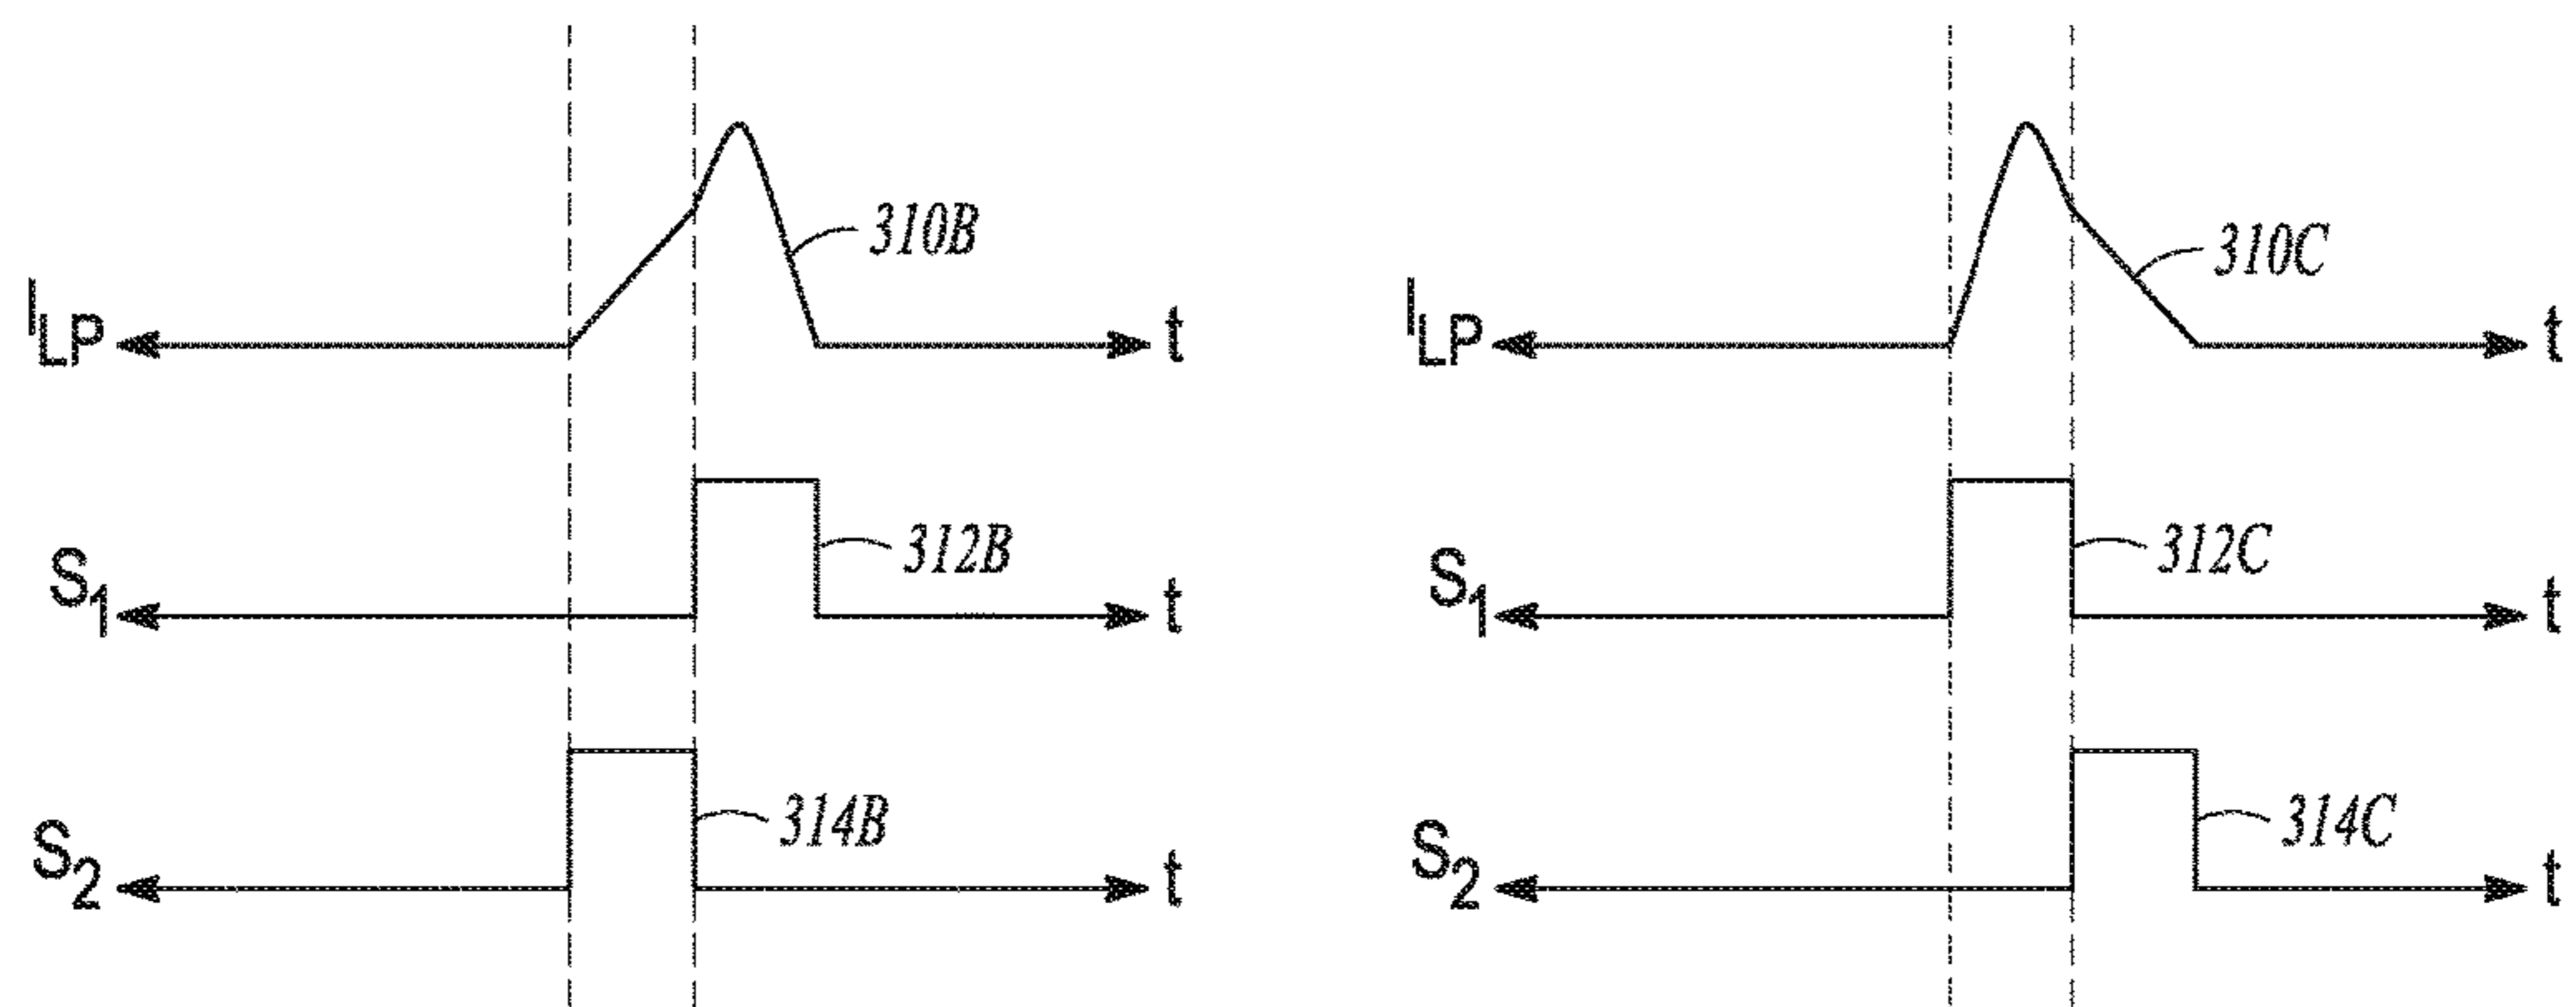 310B
I_LP t
312B
S_1 t
314B
S_2 t
310C
I_LP t
312C
S_1 t
314C
S_2 t